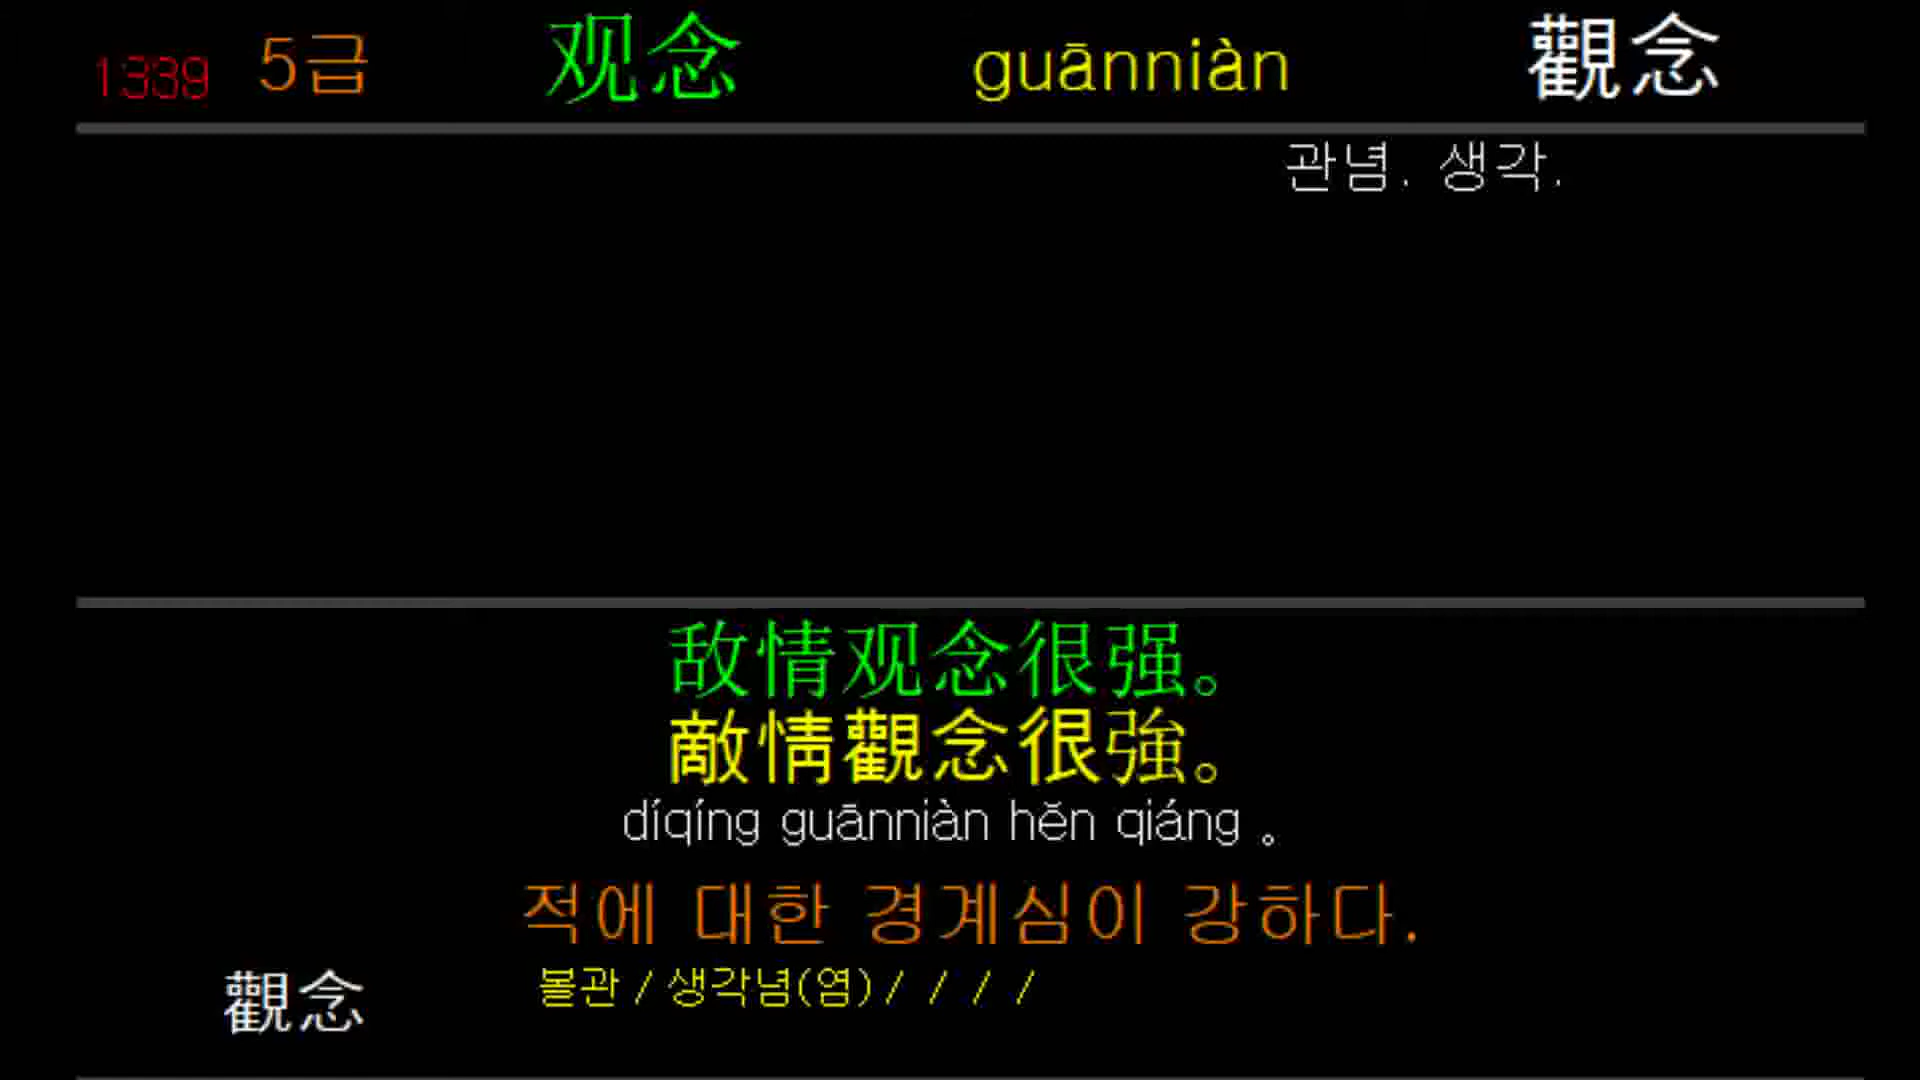 1339 5급 观念 guānniàn 觀念
관념. 생각.
敌情观念很强。
敵情觀念很強。
díqíng guānniàn hěn qiáng 。
적에 대한 경계심이 강하다.
觀念 볼관 / 생각념(염) / / / /